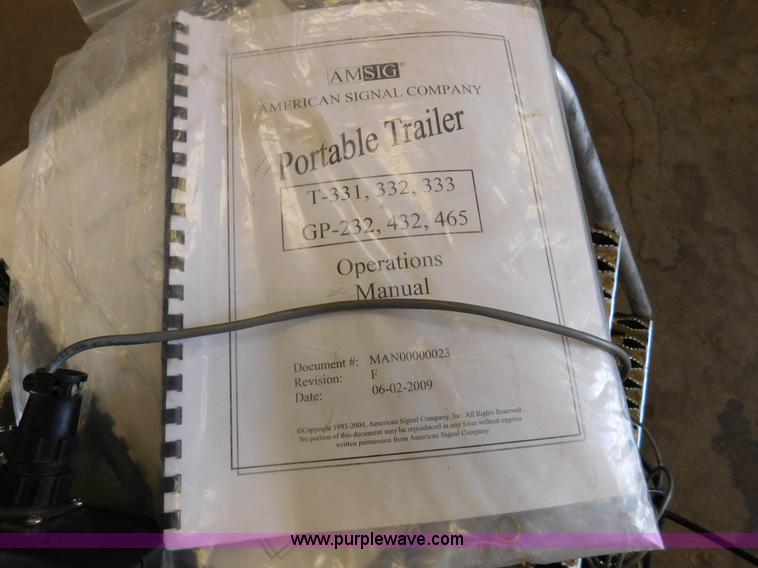 AMSIG®
AMERICAN SIGNAL COMPANY
Portable Trailer
T-331, 332, 333
GP-232, 432, 465
Operations
Manual
Document #: MAN00000023
Revision: F
Date: 06-02-2009
©Copyright 1995-2004, American Signal Company, Inc. All Rights Reserved
No portion of this document may be reproduced in any form without express
written permission from American Signal Company
www.purplewave.com